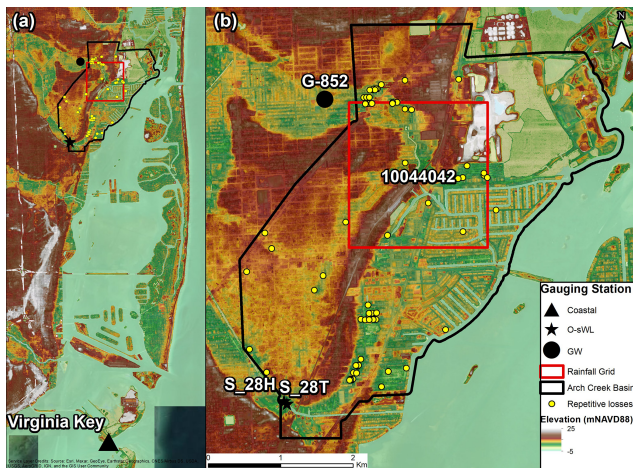 (a)
Virginia Key
(b)
N
G-852
10044042
S_28H
S_28T
0 1 2
Km
Gauging Station
Coastal
O-sWL
GW
Rainfall Grid
Arch Creek Basin
Repetitive losses
Elevation (mNAVD88)
25
-5